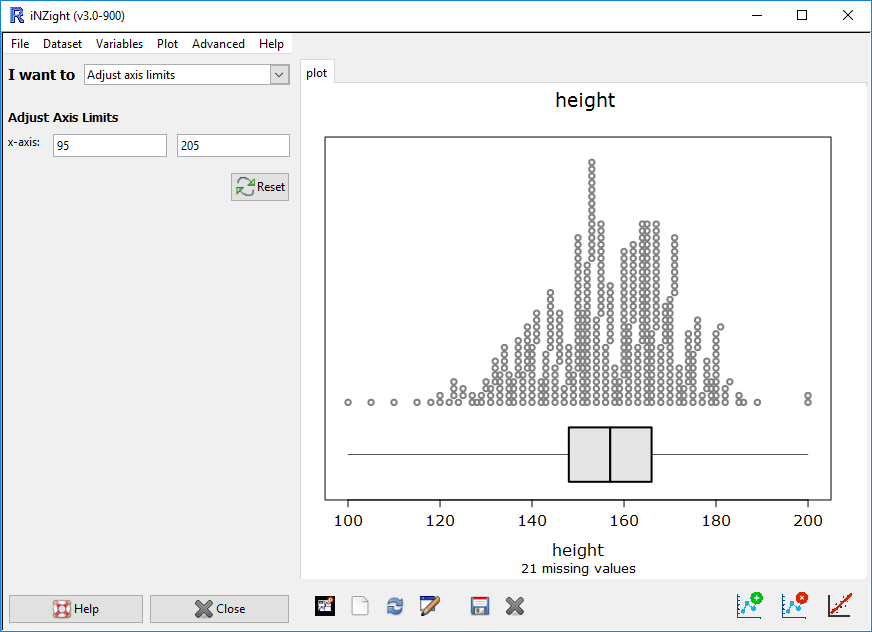 iNZight (v3.0-900)
File Dataset Variables Plot Advanced Help
I want to Adjust axis limits
Adjust Axis Limits
x-axis: 95 205
Reset
plot
height
100 120 140 160 180 200
height
21 missing values
Help Close